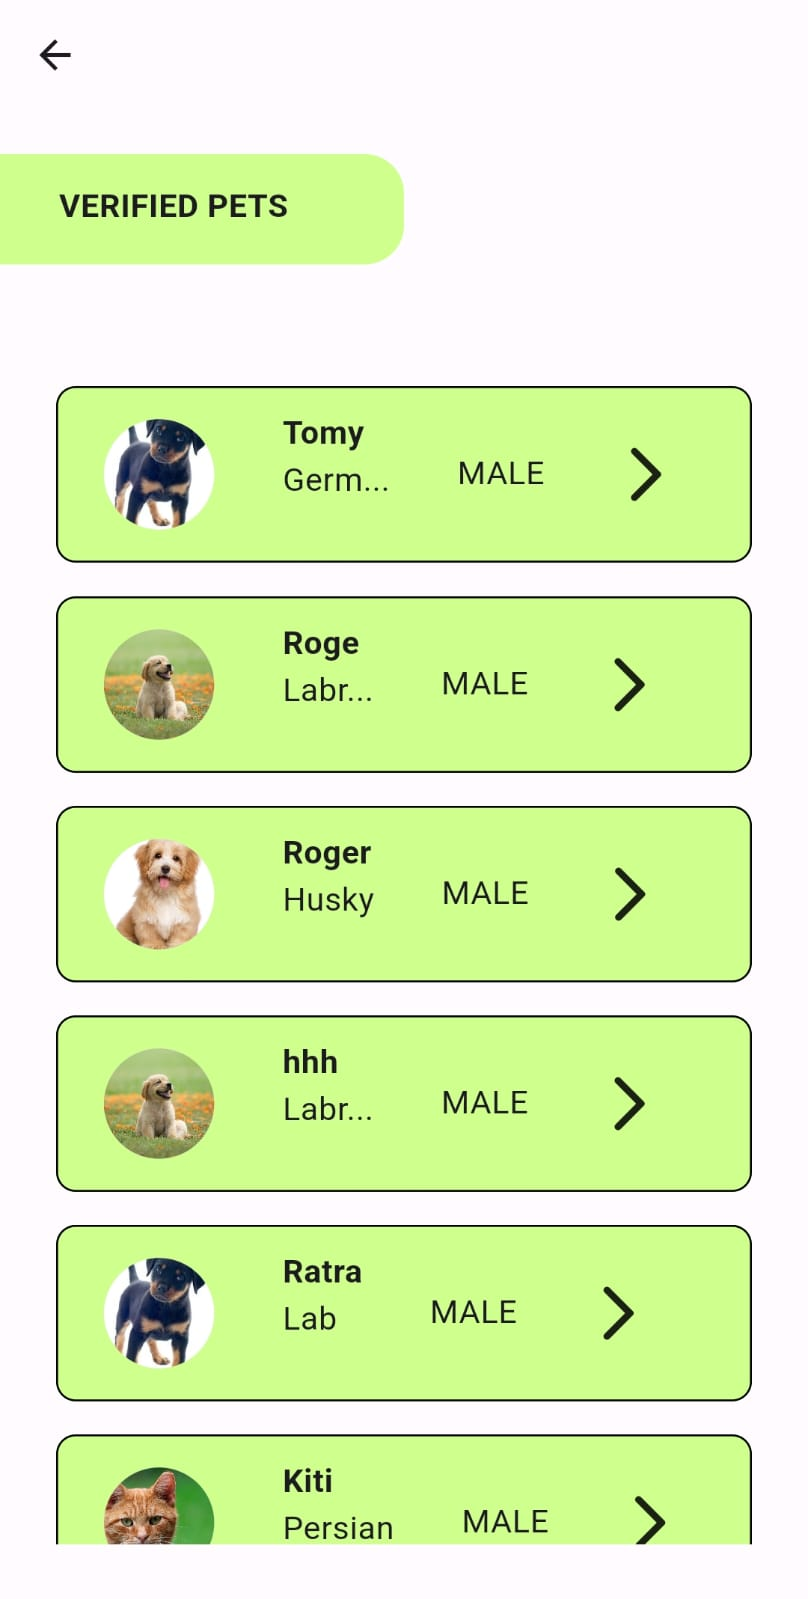 VERIFIED PETS
Tomy
Germ... MALE
Roge
Labr... MALE
Roger
Husky MALE
hhh
Labr... MALE
Ratra
Lab MALE
Kiti
Persian MALE